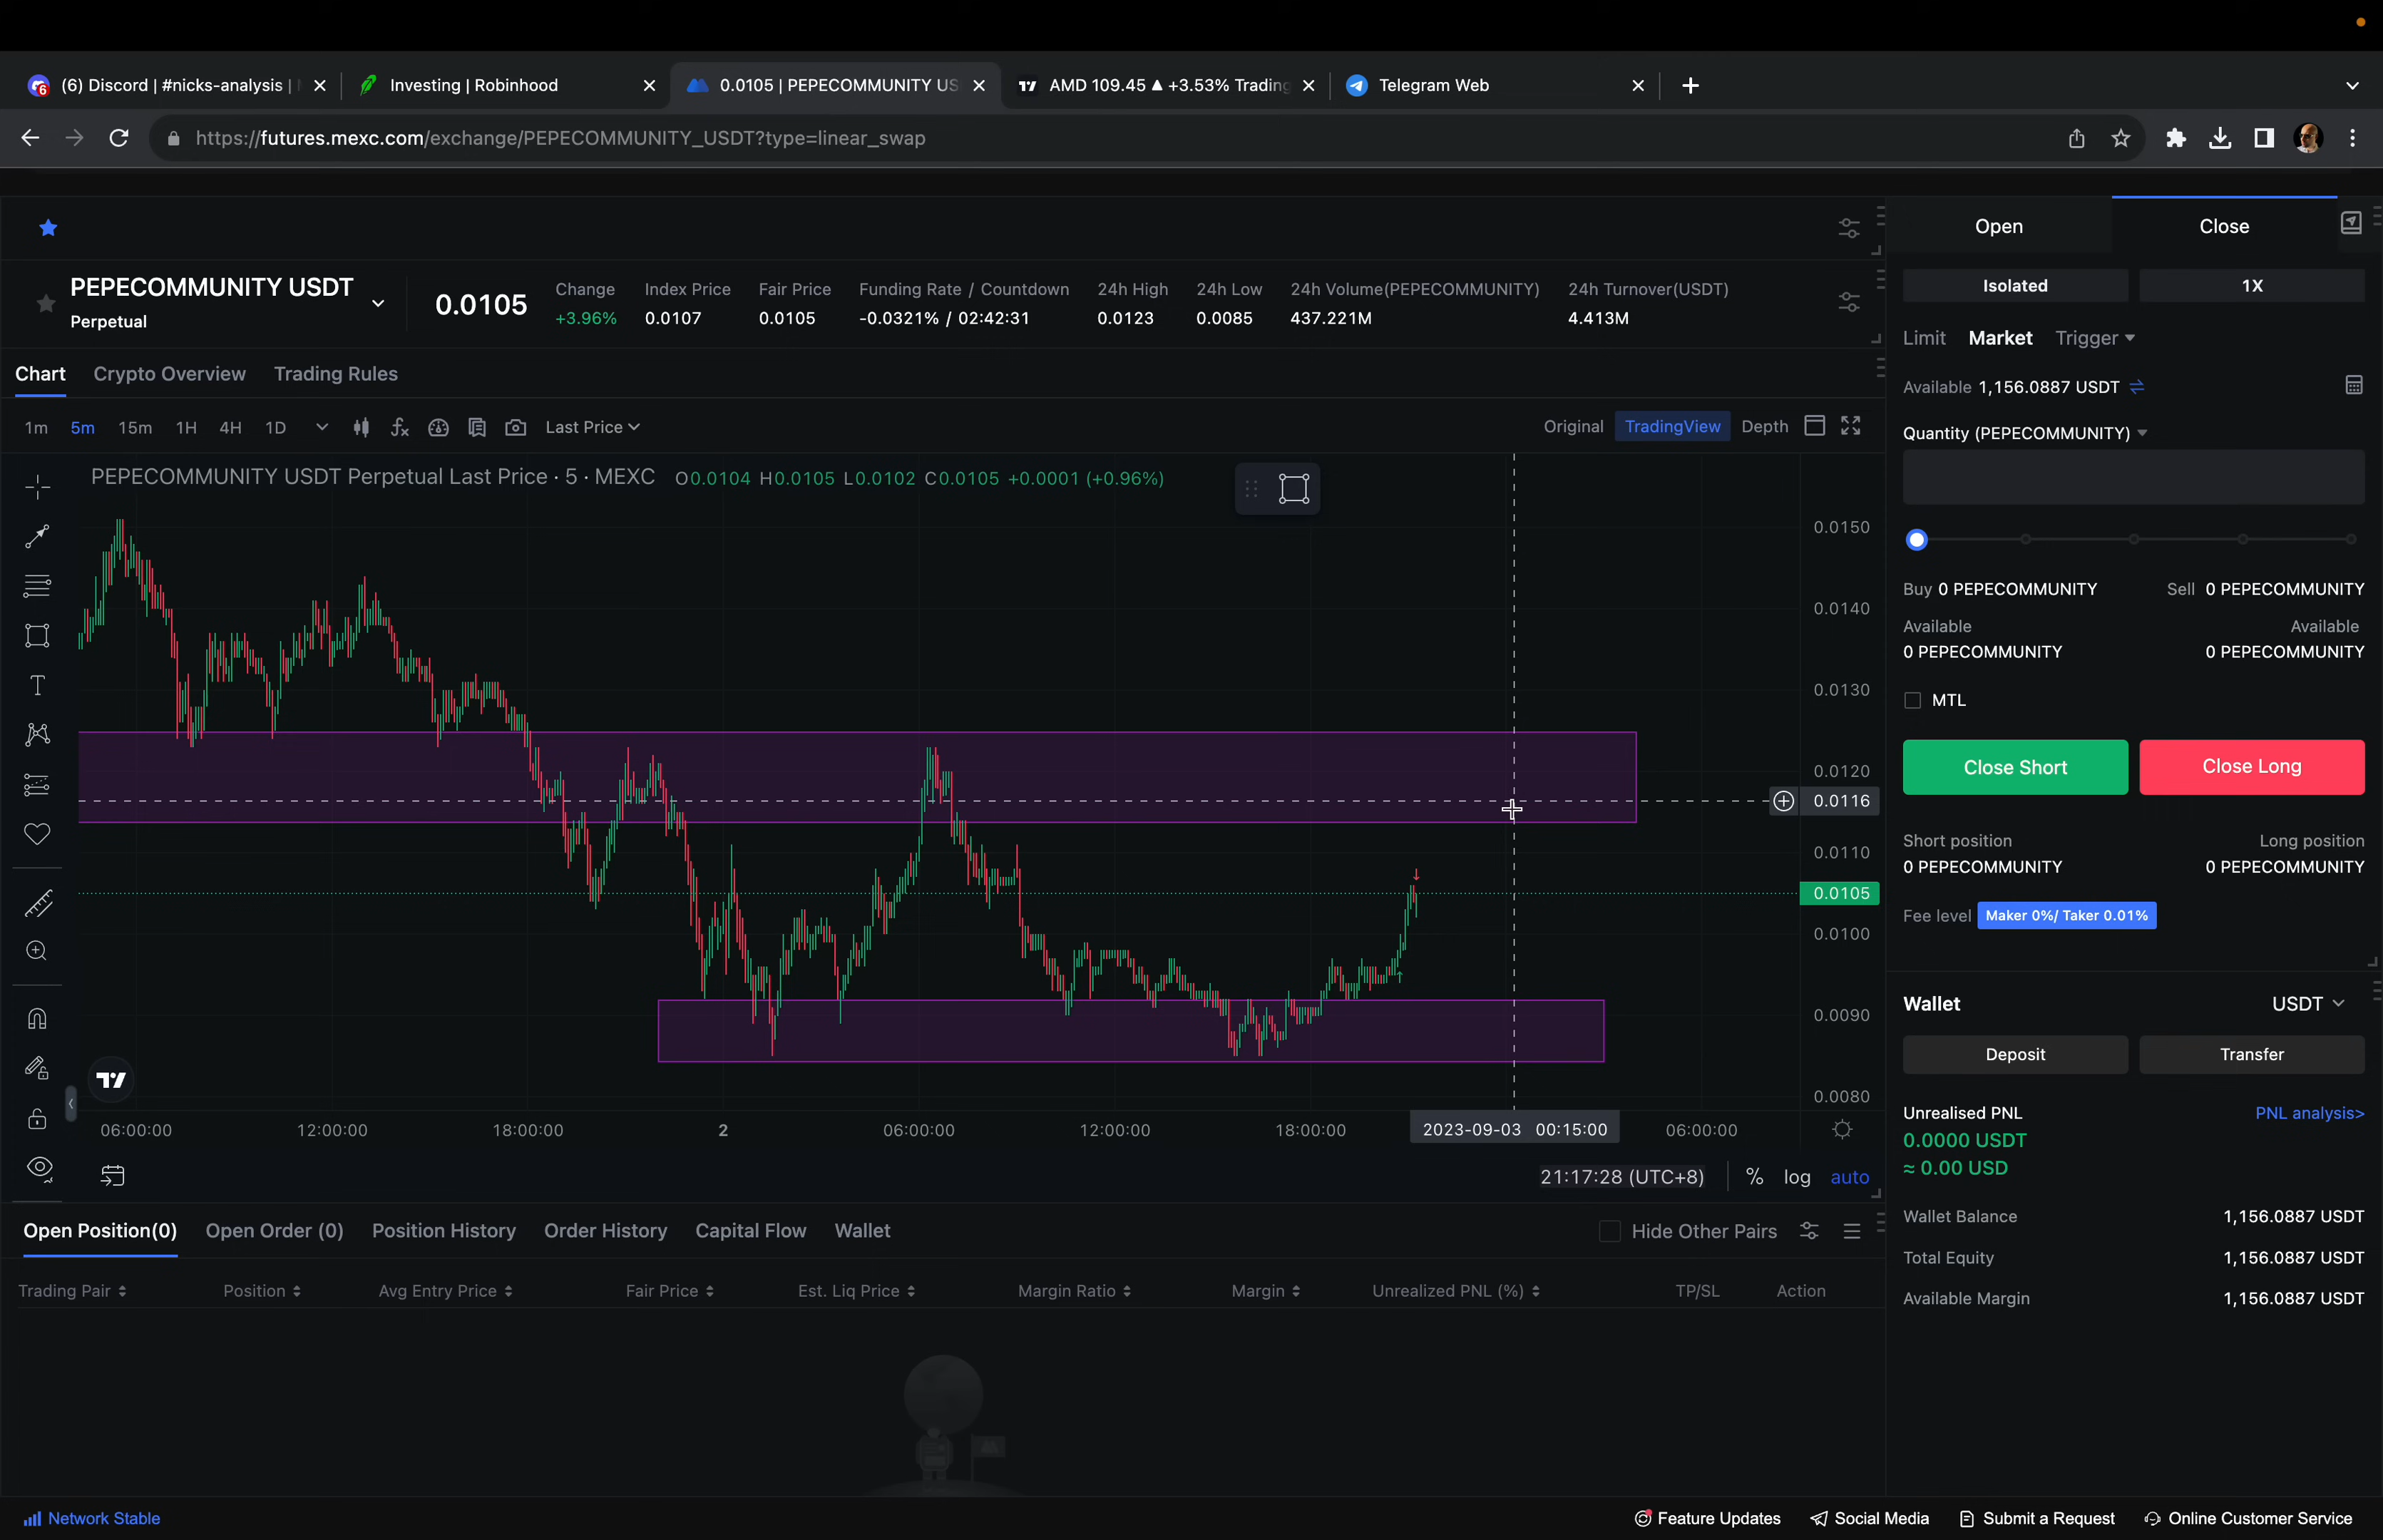 (6) Discord | #nicks-analysis |
Investing | Robinhood
0.0105 | PEPECOMMUNITY US
AMD 109.45 ▲ +3.53% Trading
Telegram Web
https://futures.mexc.com/exchange/PEPECOMMUNITY_USDT?type=linear_swap
PEPECOMMUNITY USDT
Perpetual
0.0105
Change
+3.96%
Index Price
0.0107
Fair Price
0.0105
Funding Rate / Countdown
-0.0321% / 02:42:31
24h High
0.0123
24h Low
0.0085
24h Volume(PEPECOMMUNITY)
437.221M
24h Turnover(USDT)
4.413M
Chart Crypto Overview Trading Rules
1m 5m 15m 1H 4H 1D Last Price Original TradingView Depth
PEPECOMMUNITY USDT Perpetual Last Price · 5 · MEXC O0.0104 H0.0105 L0.0102 C0.0105 +0.0001 (+0.96%)
0.0150
0.0140
0.0130
0.0120
0.0116
0.0110
0.0105
0.0100
0.0090
0.0080
06:00:00 12:00:00 18:00:00 2 06:00:00 12:00:00 18:00:00 2023-09-03 00:15:00 06:00:00
21:17:28 (UTC+8) % log auto
Open Position(0) Open Order (0) Position History Order History Capital Flow Wallet Hide Other Pairs
Trading Pair Position Avg Entry Price Fair Price Est. Liq Price Margin Ratio Margin Unrealized PNL (%) TP/SL Action
Open Close
Isolated 1X
Limit Market Trigger
Available 1,156.0887 USDT
Quantity (PEPECOMMUNITY)
Buy 0 PEPECOMMUNITY Sell 0 PEPECOMMUNITY
Available Available
0 PEPECOMMUNITY 0 PEPECOMMUNITY
MTL
Close Short Close Long
Short position Long position
0 PEPECOMMUNITY 0 PEPECOMMUNITY
Fee level Maker 0%/ Taker 0.01%
Wallet USDT
Deposit Transfer
Unrealised PNL PNL analysis>
0.0000 USDT
≈ 0.00 USD
Wallet Balance 1,156.0887 USDT
Total Equity 1,156.0887 USDT
Available Margin 1,156.0887 USDT
Network Stable Feature Updates Social Media Submit a Request Online Customer Service